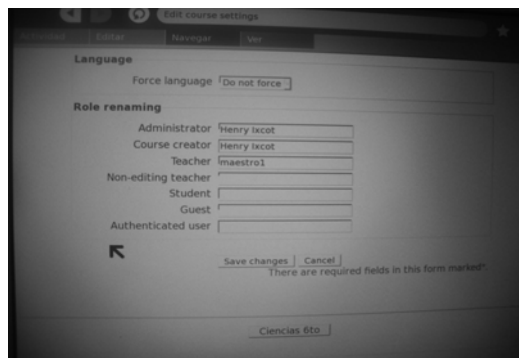 Edit course settings
Actividad Editar Navegar Ver
Language
Force language Do not force
Role renaming
Administrator Henry Ixcot
Course creator Henry Ixcot
Teacher maestro1
Non-editing teacher
Student
Guest
Authenticated user
Save changes Cancel
There are required fields in this form marked*.
Ciencias 6to